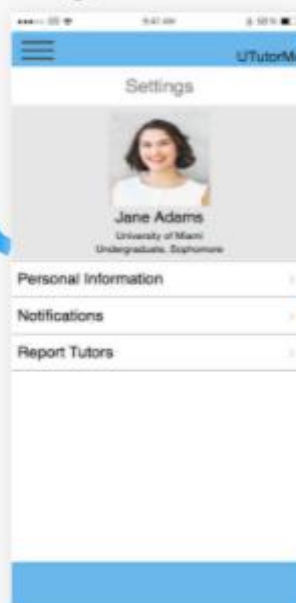 9:41 AM
UTutorMe
Settings
Jane Adams
University of Miami
Undergraduate, Sophomore
Personal Information
Notifications
Report Tutors